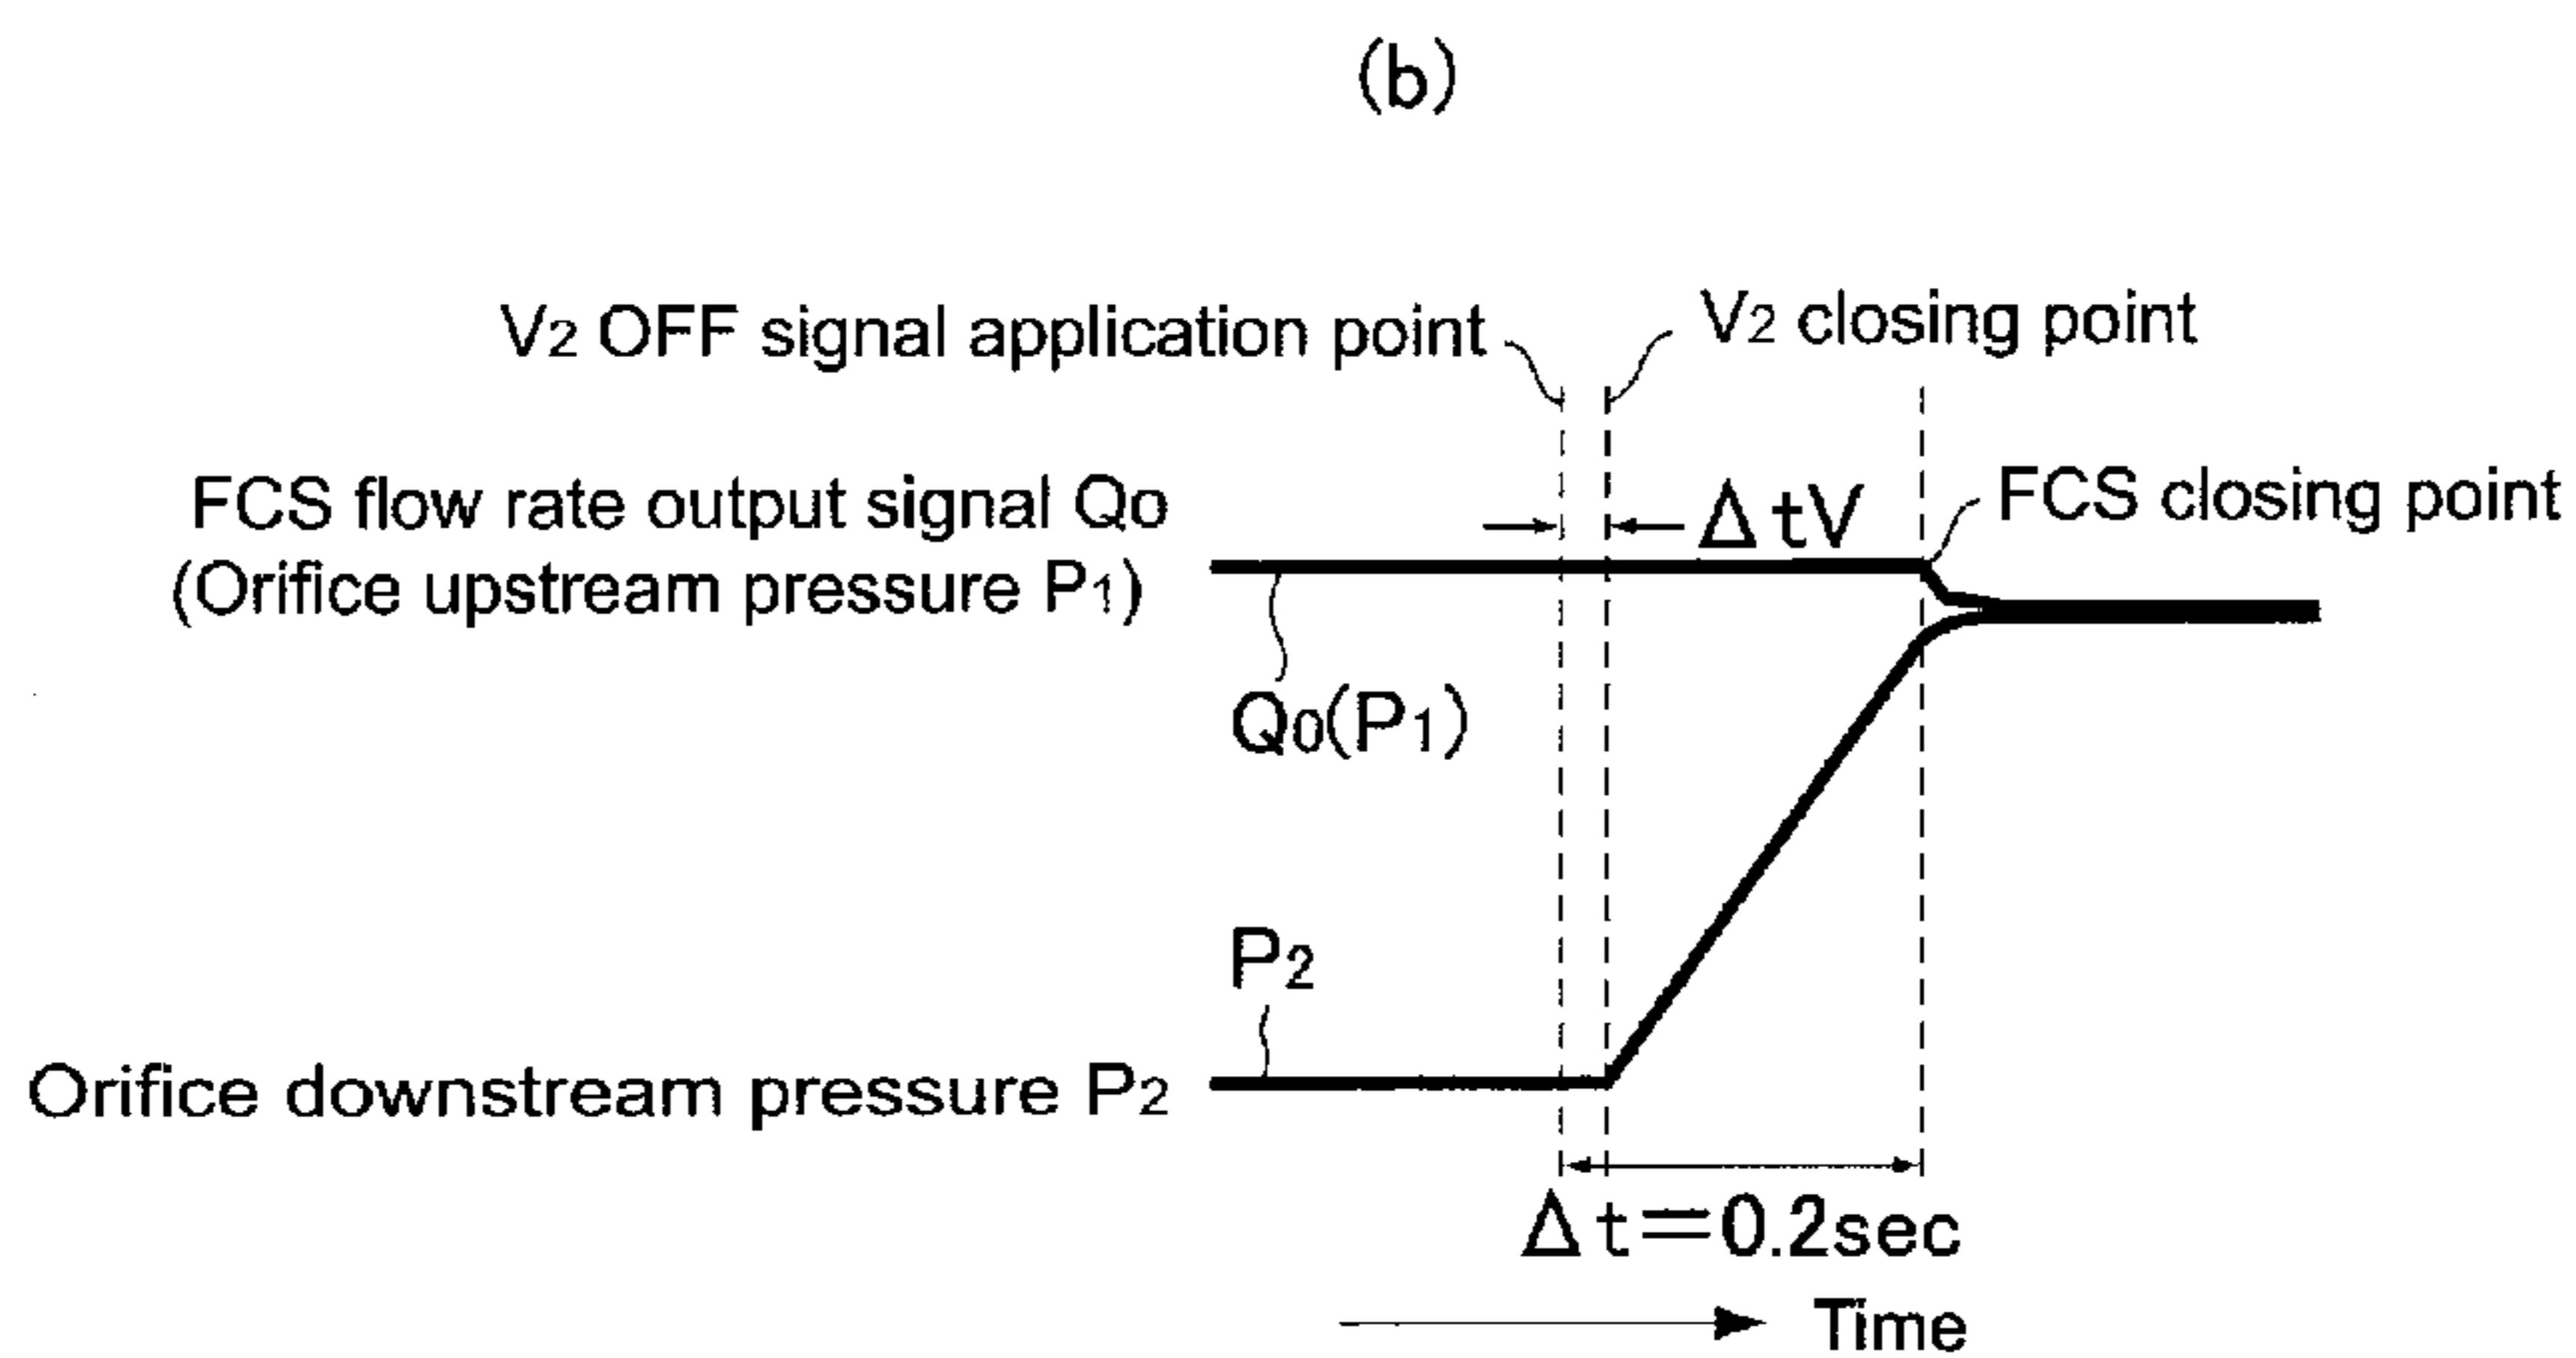 (b)
V2 OFF signal application point
V2 closing point
FCS flow rate output signal Qo
(Orifice upstream pressure P1)
ΔtV
FCS closing point
Q0(P1)
P2
Orifice downstream pressure P2
Δt=0.2sec
Time